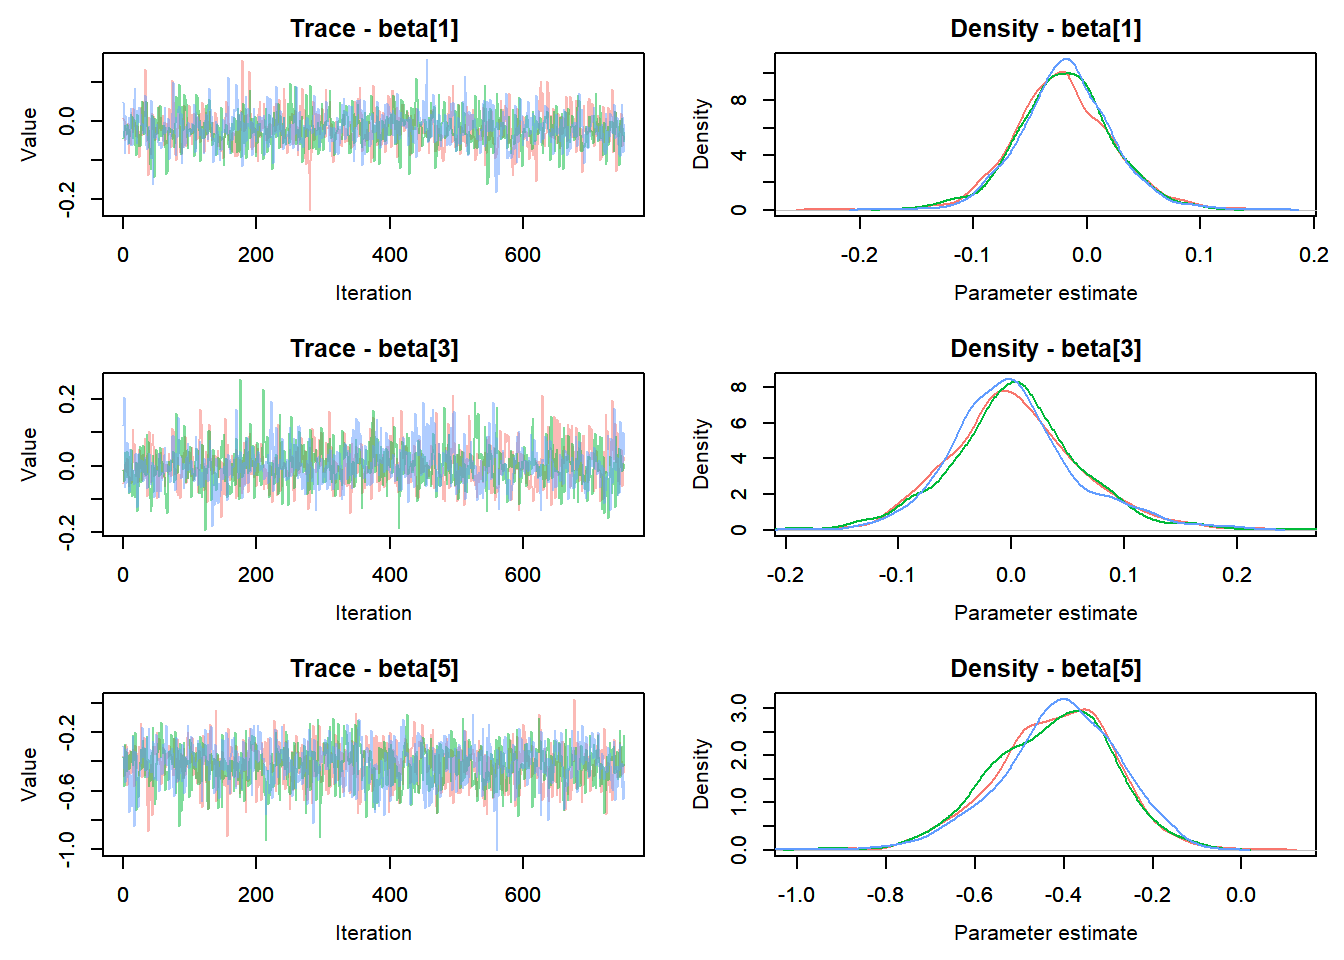 Trace - beta[1]
Value
0.0
-0.2
0 200 400 600
Iteration
Density - beta[1]
Density
8
4
0
-0.2 -0.1 0.0 0.1 0.2
Parameter estimate
Trace - beta[3]
Value
0.2
0.0
-0.2
0 200 400 600
Iteration
Density - beta[3]
Density
8
6
4
2
0
-0.2 -0.1 0.0 0.1 0.2
Parameter estimate
Trace - beta[5]
Value
-0.2
-0.6
-1.0
0 200 400 600
Iteration
Density - beta[5]
Density
3.0
2.0
1.0
0.0
-1.0 -0.8 -0.6 -0.4 -0.2 0.0
Parameter estimate